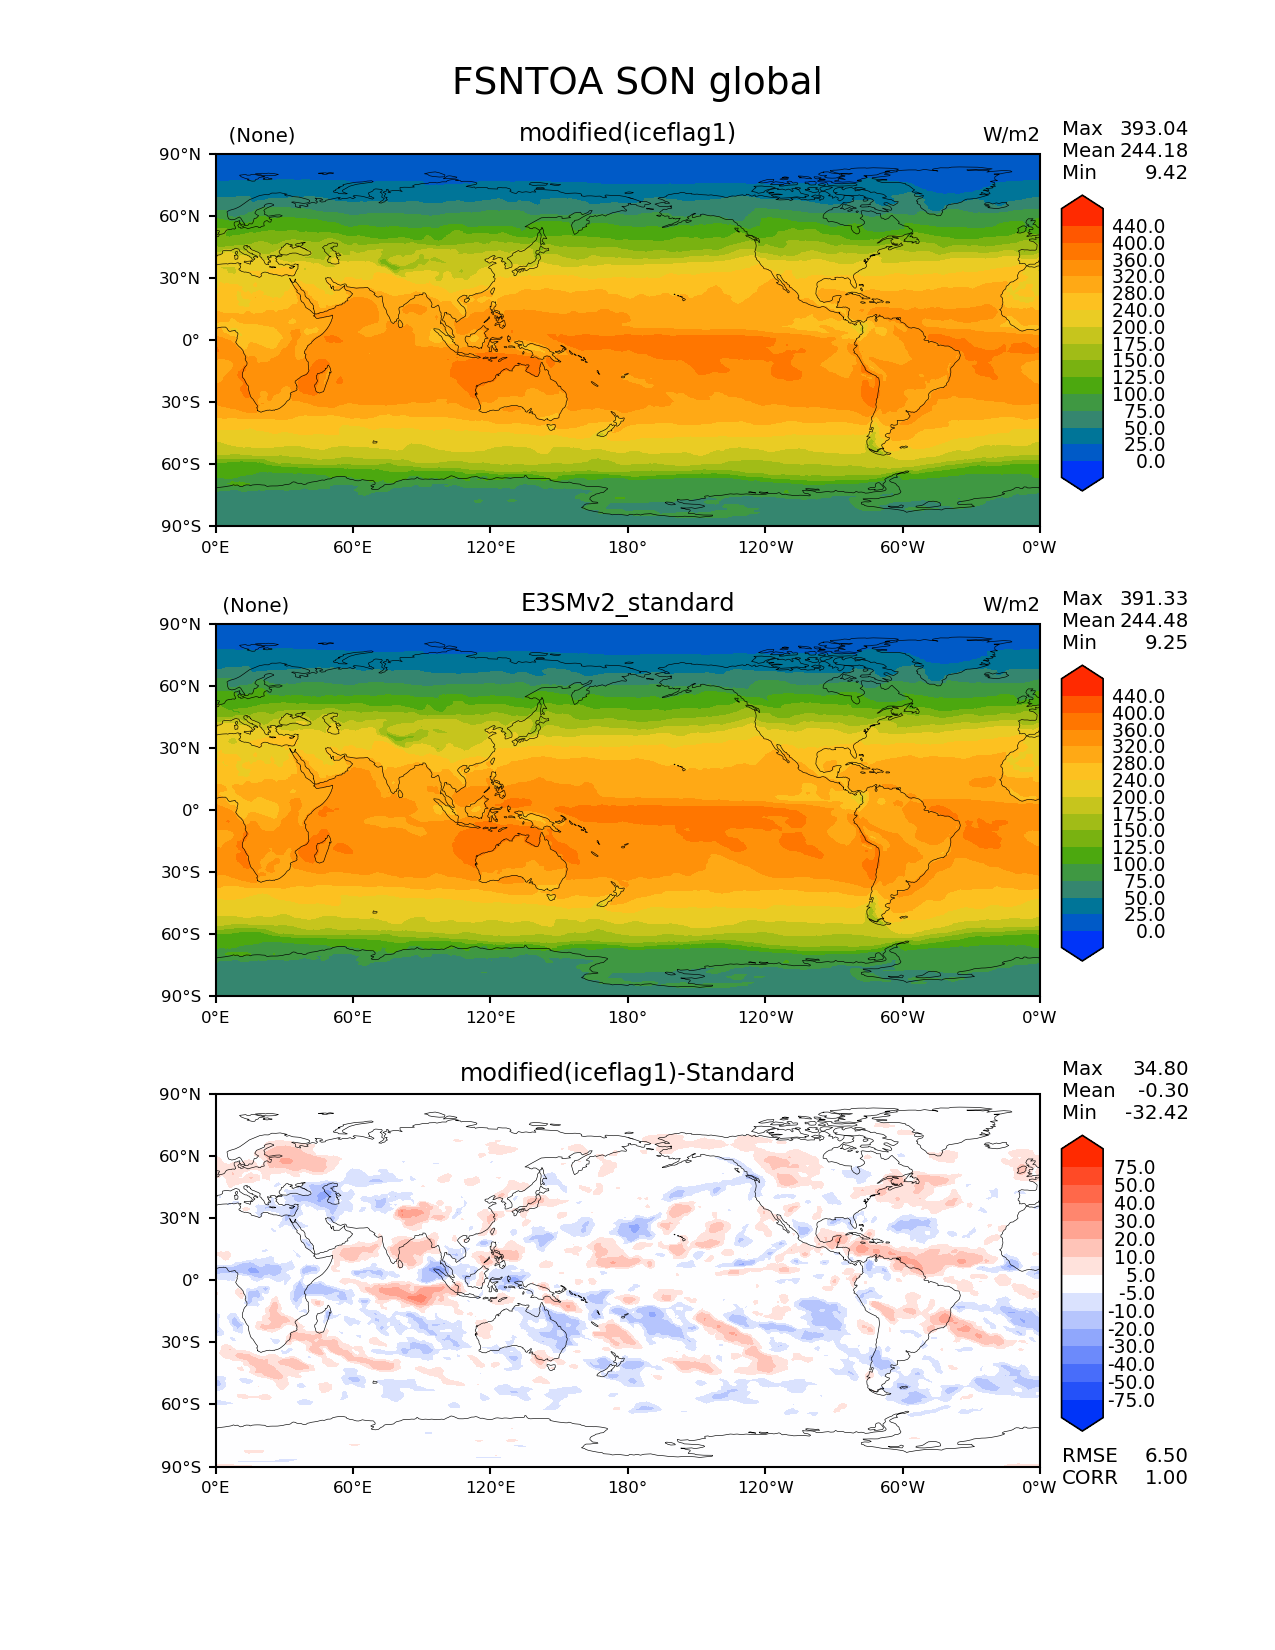 FSNTOA SON global
(None) modified(iceflag1) W/m2
Max 393.04
Mean 244.18
Min 9.42
90°N
60°N
30°N
0°
30°S
60°S
90°S
0°E 60°E 120°E 180° 120°W 60°W 0°W
440.0
400.0
360.0
320.0
280.0
240.0
200.0
175.0
150.0
125.0
100.0
75.0
50.0
25.0
0.0
(None) E3SMv2_standard W/m2
Max 391.33
Mean 244.48
Min 9.25
90°N
60°N
30°N
0°
30°S
60°S
90°S
0°E 60°E 120°E 180° 120°W 60°W 0°W
440.0
400.0
360.0
320.0
280.0
240.0
200.0
175.0
150.0
125.0
100.0
75.0
50.0
25.0
0.0
modified(iceflag1)-Standard
Max 34.80
Mean -0.30
Min -32.42
90°N
60°N
30°N
0°
30°S
60°S
90°S
0°E 60°E 120°E 180° 120°W 60°W 0°W
75.0
50.0
40.0
30.0
20.0
10.0
5.0
-5.0
-10.0
-20.0
-30.0
-40.0
-50.0
-75.0
RMSE 6.50
CORR 1.00